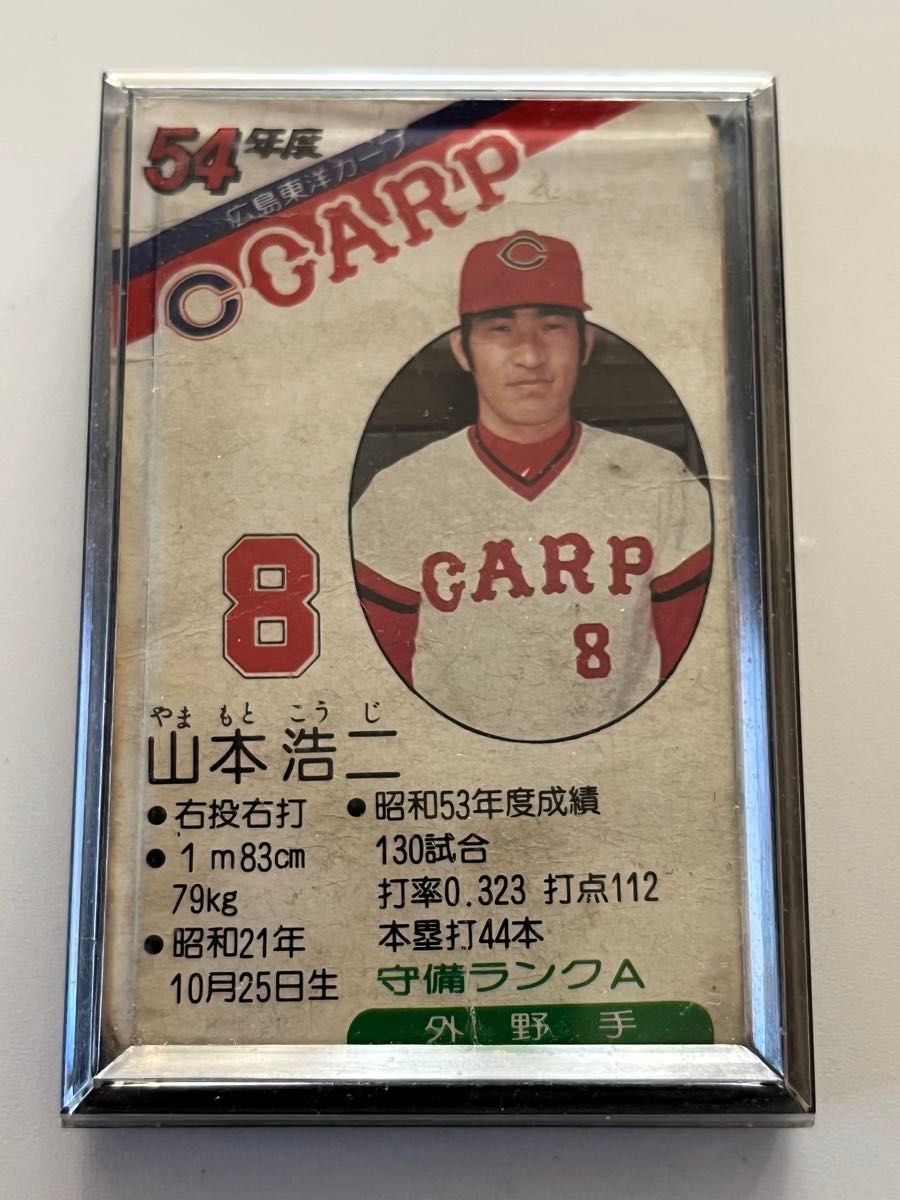 54年度
広島東洋カープ
C CARP
CARP
8
8
やま もと こう じ
山本浩二
●右投右打
●1m83cm
79kg
●昭和21年
10月25日生
●昭和53年度成績
130試合
打率0.323 打点112
本塁打44本
守備ランクA
外野手